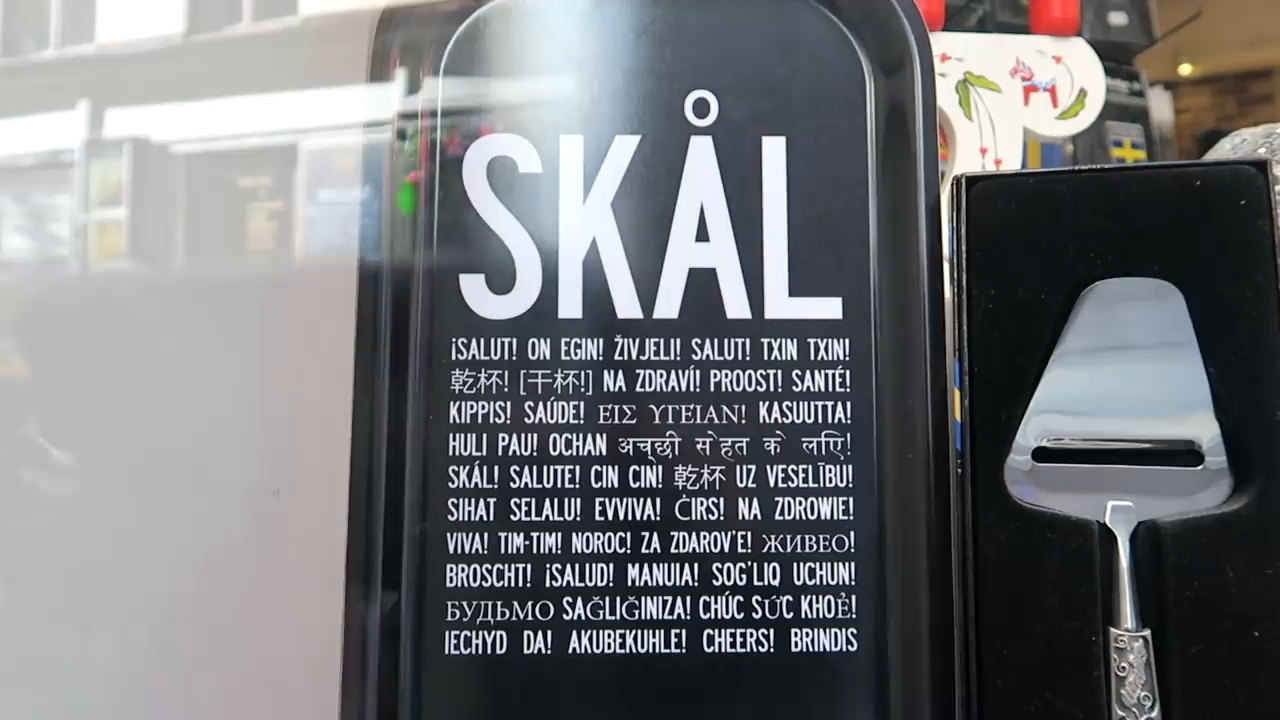 SKÅL
¡SALUT! ON EGIN! ŽIVJELI! SALUT! TXIN TXIN!
乾杯! [干杯!] NA ZDRAVÍ! PROOST! SANTÉ!
KIPPIS! SAÚDE! ΕΙΣ ΥΓΕΙΑΝ! KASUUTTA!
HULI PAU! OCHAN अच्छी सेहत के लिए!
SKÁL! SALUTE! CIN CIN! 乾杯 UZ VESELĪBU!
SIHAT SELALU! EVVIVA! ĊIRS! NA ZDROWIE!
VIVA! TIM-TIM! NOROC! ZA ZDAROV'E! ЖИВЕО!
BROSCHT! ¡SALUD! MANUIA! SOG'LIQ UCHUN!
БУДЬМО SAĞLIĞINIZA! CHÚC SỨC KHOẺ!
IECHYD DA! AKUBEKUHLE! CHEERS! BRINDIS